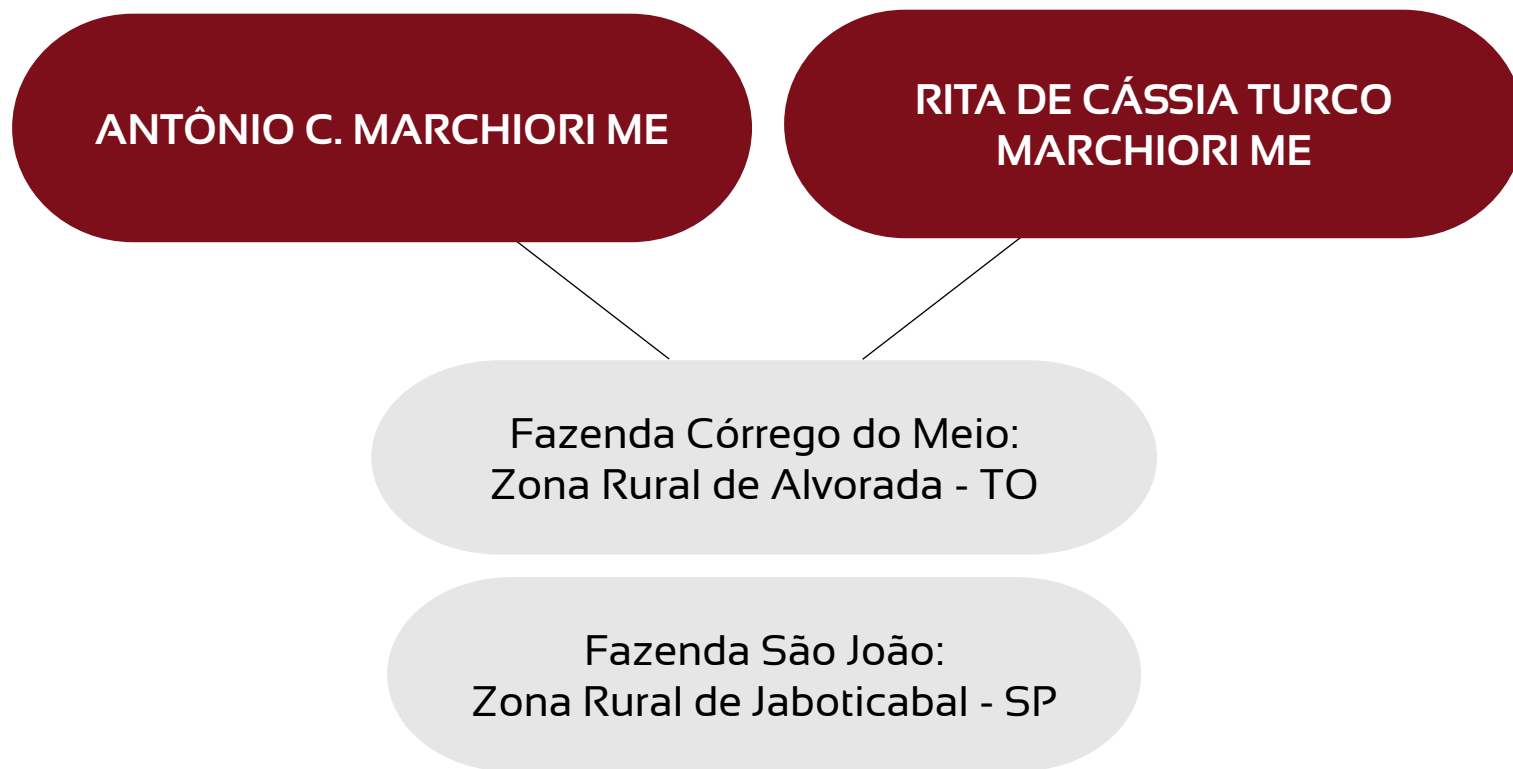 ANTÔNIO C. MARCHIORI ME
RITA DE CÁSSIA TURCO
MARCHIORI ME
Fazenda Córrego do Meio:
Zona Rural de Alvorada - TO
Fazenda São João:
Zona Rural de Jaboticabal - SP